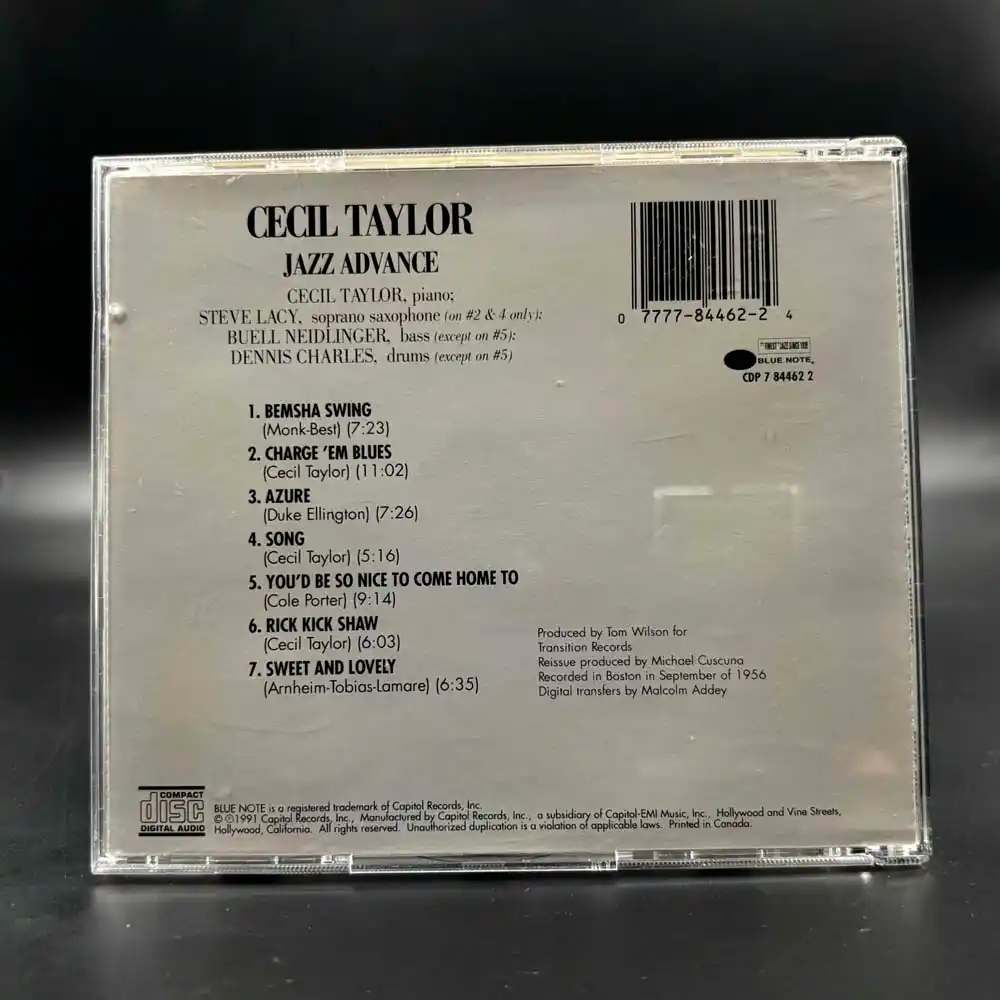 CECIL TAYLOR
JAZZ ADVANCE
CECIL TAYLOR, piano;
STEVE LACY, soprano saxophone (on #2 & 4 only);
BUELL NEIDLINGER, bass (except on #5);
DENNIS CHARLES, drums (except on #5)
0 7777-84462-2 4
THE FINEST IN JAZZ SINCE 1939
BLUE NOTE®
CDP 7 84462 2
1. BEMSHA SWING
(Monk-Best) (7:23)
2. CHARGE 'EM BLUES
(Cecil Taylor) (11:02)
3. AZURE
(Duke Ellington) (7:26)
4. SONG
(Cecil Taylor) (5:16)
5. YOU'D BE SO NICE TO COME HOME TO
(Cole Porter) (9:14)
6. RICK KICK SHAW
(Cecil Taylor) (6:03)
7. SWEET AND LOVELY
(Arnheim-Tobias-Lamare) (6:35)
Produced by Tom Wilson for
Transition Records
Reissue produced by Michael Cuscuna
Recorded in Boston in September of 1956
Digital transfers by Malcolm Addey
COMPACT
disc
DIGITAL AUDIO
BLUE NOTE is a registered trademark of Capitol Records, Inc.
© ℗1991 Capitol Records, Inc., Manufactured by Capitol Records, Inc., a subsidiary of Capitol-EMI Music, Inc., Hollywood and Vine Streets,
Hollywood, California. All rights reserved. Unauthorized duplication is a violation of applicable laws. Printed in Canada.